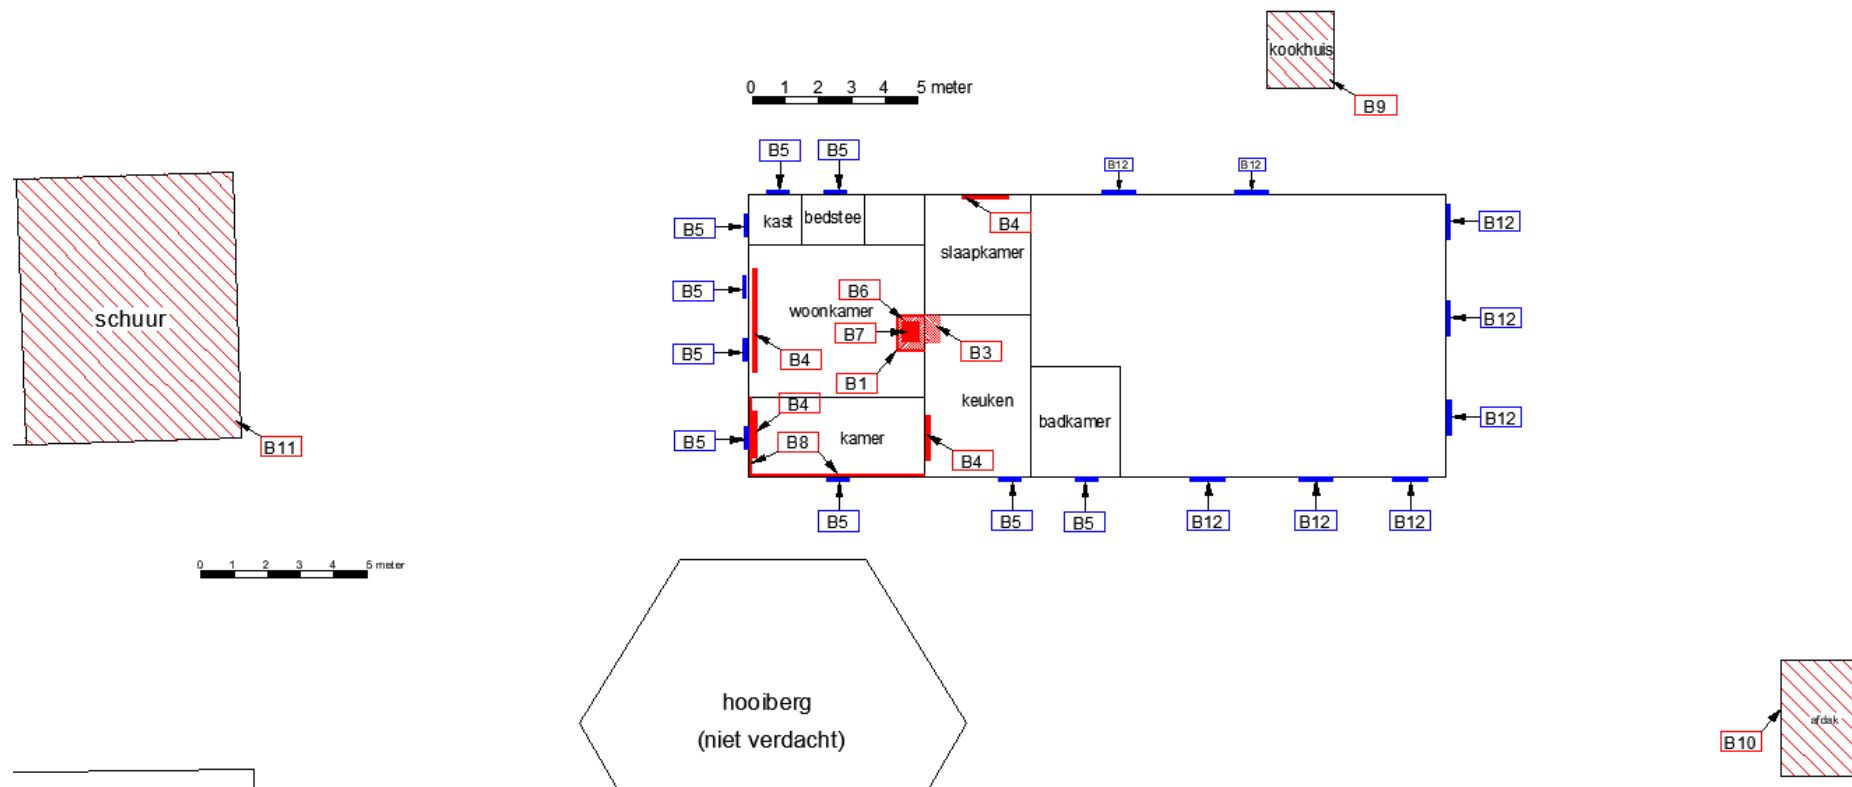 kookhuis
B9
0 1 2 3 4 5 meter
B5 B5 B12 B12
kast bedstee
B5 B4 B12
slaapkamer
B5 B6
woonkamer
schuur B7 B12
B5 B4 B3
B1
B4 keuken
B5 B8 kamer badkamer B12
B11 B4
B5 B5 B5 B12 B12 B12
0 1 2 3 4 5 meter
hooiberg
(niet verdacht)
afdak
B10